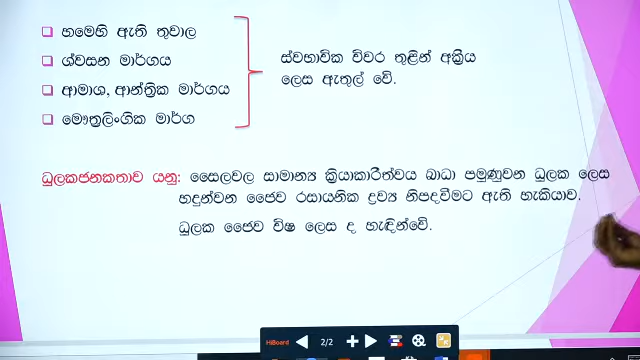 හමෙහි ඇති තුවාල
ශ්වසන මාර්ගය
ආමාශ, ආන්ත්‍රික මාර්ගය
මෞත්‍රලිංගික මාර්ග
ස්වභාවික විවර තුළින් අක්‍රිය
ලෙස ඇතුල් වේ.
ධූලකජනකතාව යනු: සෛලවල සාමාන්‍ය ක්‍රියාකාරීත්වය බාධා පමුණුවන ධූලක ලෙස
හදුන්වන ජෛව රසායනික ද්‍රව්‍ය නිපදවීමට ඇති හැකියාව.
ධූලක ජෛව විෂ ලෙස ද හැඳින්වේ.
HiBoard 2/2